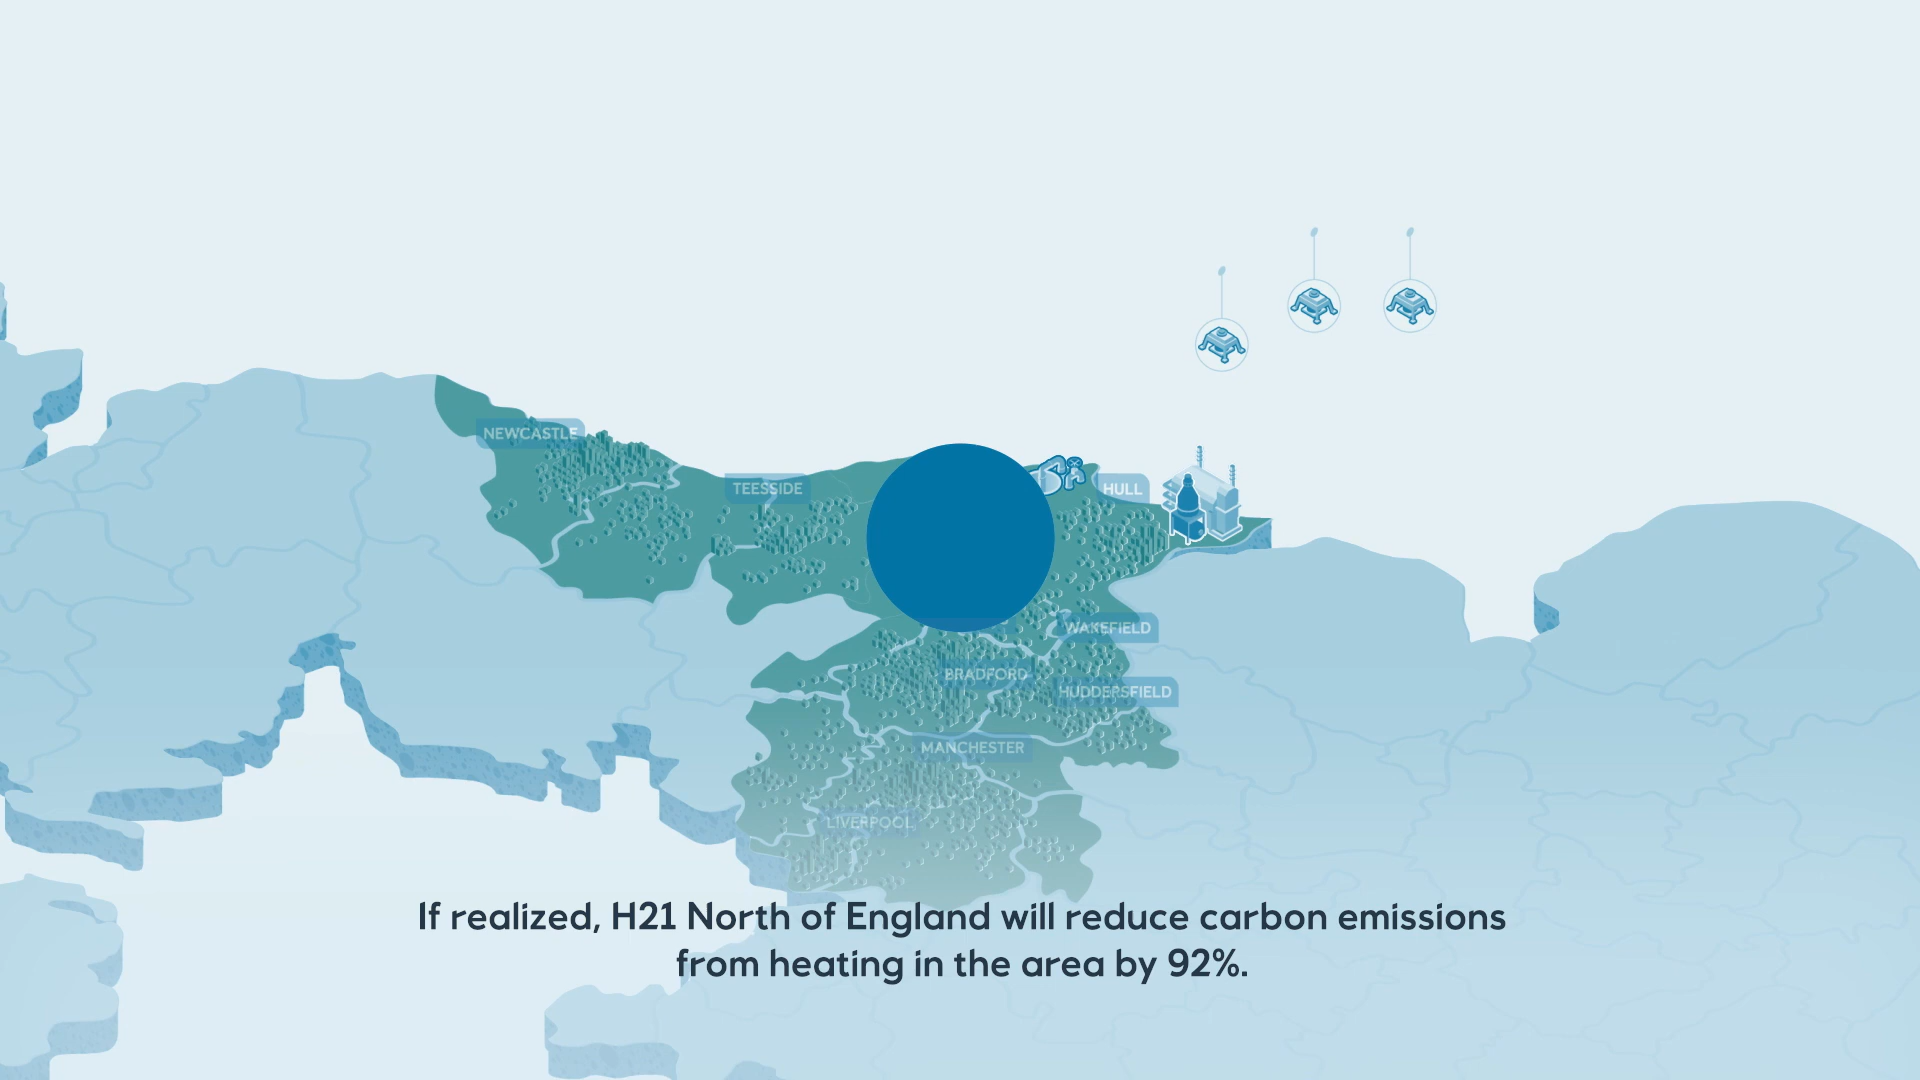 NEWCASTLE
TEESSIDE
HULL
WAKEFIELD
BRADFORD
HUDDERSFIELD
MANCHESTER
LIVERPOOL
If realized, H21 North of England will reduce carbon emissions
from heating in the area by 92%.